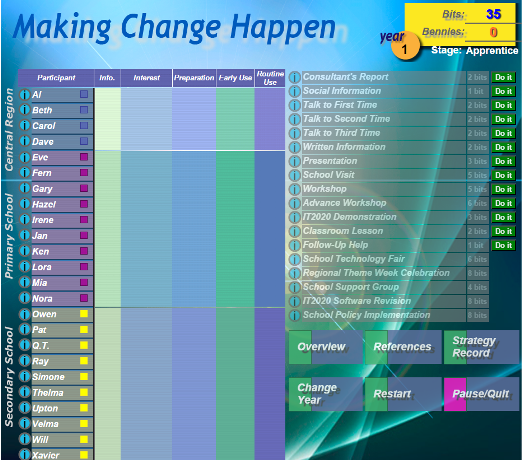 Making Change Happen
Bits: 35
Bennies: 0
year 1
Stage: Apprentice
Participant Info. Interest Preparation Early Use Routine Use
Central Region
Al
Beth
Carol
Dave
Primary School
Eve
Fern
Gary
Hazel
Irene
Jan
Ken
Lora
Mia
Nora
Secondary School
Owen
Pat
Q.T.
Ray
Simone
Thelma
Upton
Velma
Will
Xavier
Consultant's Report 2 bits Do it
Social Information 1 bit Do it
Talk to First Time 2 bits Do it
Talk to Second Time 2 bits Do it
Talk to Third Time 2 bits Do it
Written Information 2 bits Do it
Presentation 3 bits Do it
School Visit 5 bits Do it
Workshop 5 bits Do it
Advance Workshop 6 bits Do it
IT2020 Demonstration 3 bits Do it
Classroom Lesson 2 bits Do it
Follow-Up Help 1 bit Do it
School Technology Fair 6 bits
Regional Theme Week Celebration 8 bits
School Support Group 4 bits
IT2020 Software Revision 8 bits
School Policy Implementation 8 bits
Overview
References
Strategy
Record
Change
Year
Restart
Pause/Quit